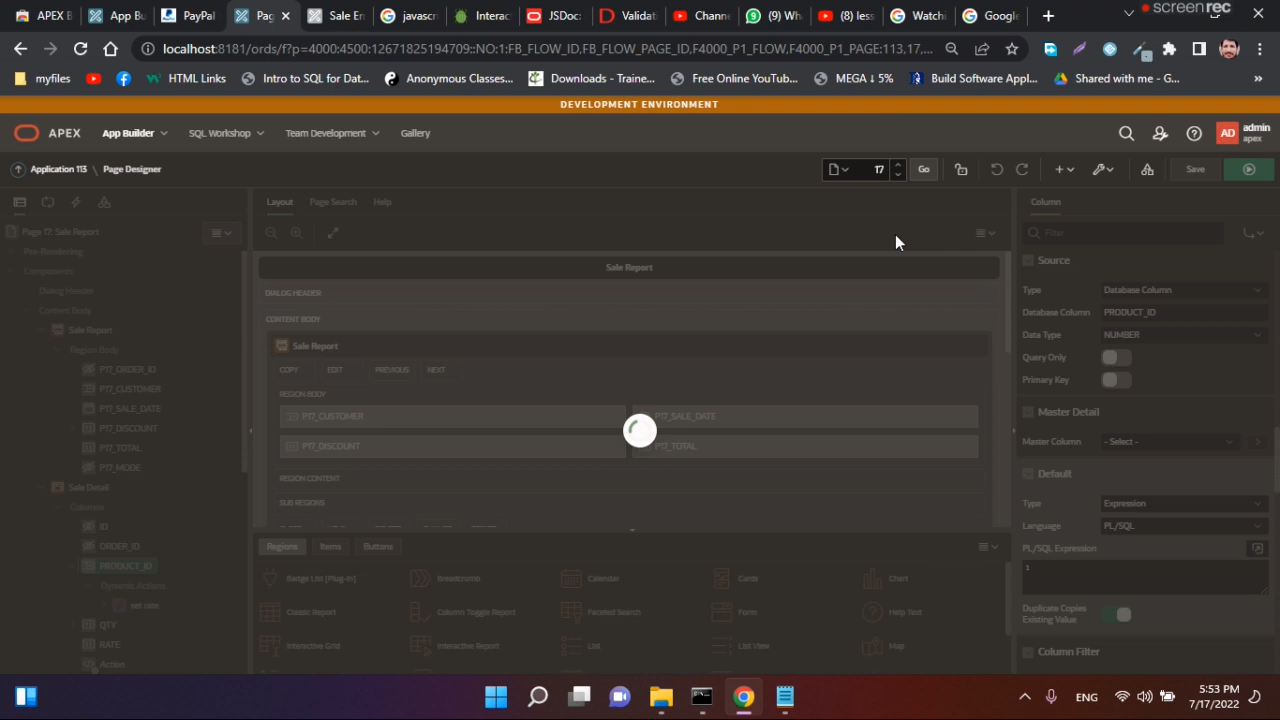 APEX B
App Bu
PayPal
Pag
Sale En
javascr
Interac
JSDoc
Valida
Chann
(9) Wh
(8) less
Watchi
Google
screenrec
localhost:8181/ords/f?p=4000:4500:12671825194709::NO:1:FB_FLOW_ID,FB_FLOW_PAGE_ID,F4000_P1_FLOW,F4000_P1_PAGE:113,17,...
myfiles
HTML Links
Intro to SQL for Dat...
Anonymous Classes...
Downloads - Traine...
Free Online YouTub...
MEGA ↓ 5%
Build Software Appl...
Shared with me - G...
DEVELOPMENT ENVIRONMENT
APEX App Builder SQL Workshop Team Development Gallery
AD admin
apex
Application 113 \ Page Designer
17 Go Save
Layout Page Search Help
Column
Page 17: Sale Report
Filter
Pre-Rendering
Components
Dialog Header
Content Body
Sale Report
Region Body
P17_ORDER_ID
P17_CUSTOMER
P17_SALE_DATE
P17_DISCOUNT
P17_TOTAL
P17_MODE
Sale Detail
Columns
ID
ORDER_ID
PRODUCT_ID
Dynamic Actions
set rate
QTY
RATE
Action
Sale Report
DIALOG HEADER
CONTENT BODY
Sale Report
COPY EDIT PREVIOUS NEXT
REGION BODY
P17_CUSTOMER P17_SALE_DATE
P17_DISCOUNT P17_TOTAL
REGION CONTENT
SUB REGIONS
Regions Items Buttons
Badge List [Plug-In] Breadcrumb Calendar Cards Chart
Classic Report Column Toggle Report Faceted Search Form Help Text
Interactive Grid Interactive Report List List View Map
Source
Type Database Column
Database Column PRODUCT_ID
Data Type NUMBER
Query Only
Primary Key
Master Detail
Master Column - Select -
Default
Type Expression
Language PL/SQL
PL/SQL Expression
1
Duplicate Copies
Existing Value
Column Filter
ENG
5:53 PM
7/17/2022